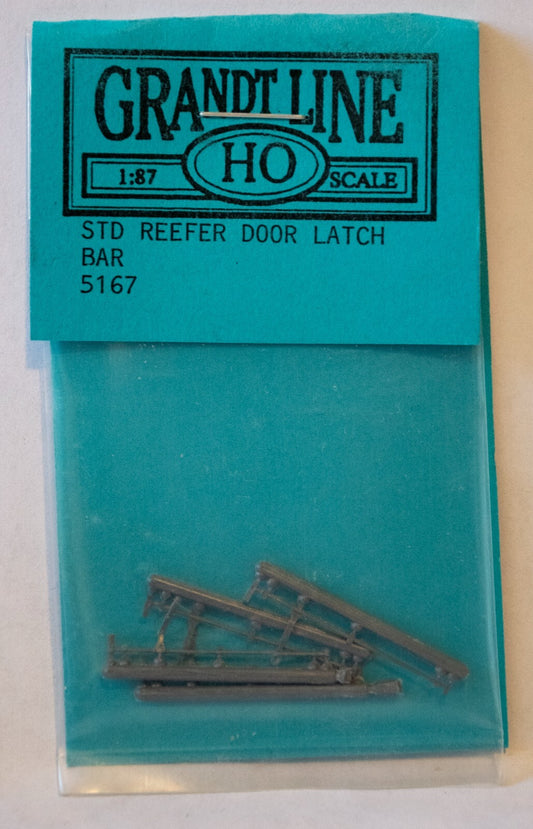 GRANDT LINE
1:87 HO SCALE
STD REEFER DOOR LATCH
BAR
5167